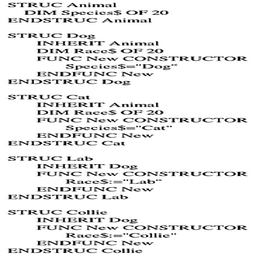 STRUC Animal
DIM Species$ OF 20
ENDSTRUC Animal
STRUC Dog
INHERIT Animal
DIM Race$ OF 20
FUNC New CONSTRUCTOR
Species$="Dog"
ENDFUNC New
ENDSTRUC Dog
STRUC Cat
INHERIT Animal
DIM Race$ OF 20
FUNC New CONSTRUCTOR
Species$="Cat"
ENDFUNC New
ENDSTRUC Cat
STRUC Lab
INHERIT Dog
FUNC New CONSTRUCTOR
Race$:="Lab"
ENDFUNC New
ENDSTRUC Lab
STRUC Collie
INHERIT Dog
FUNC New CONSTRUCTOR
Race$:="Collie"
ENDFUNC New
ENDSTRUC Collie